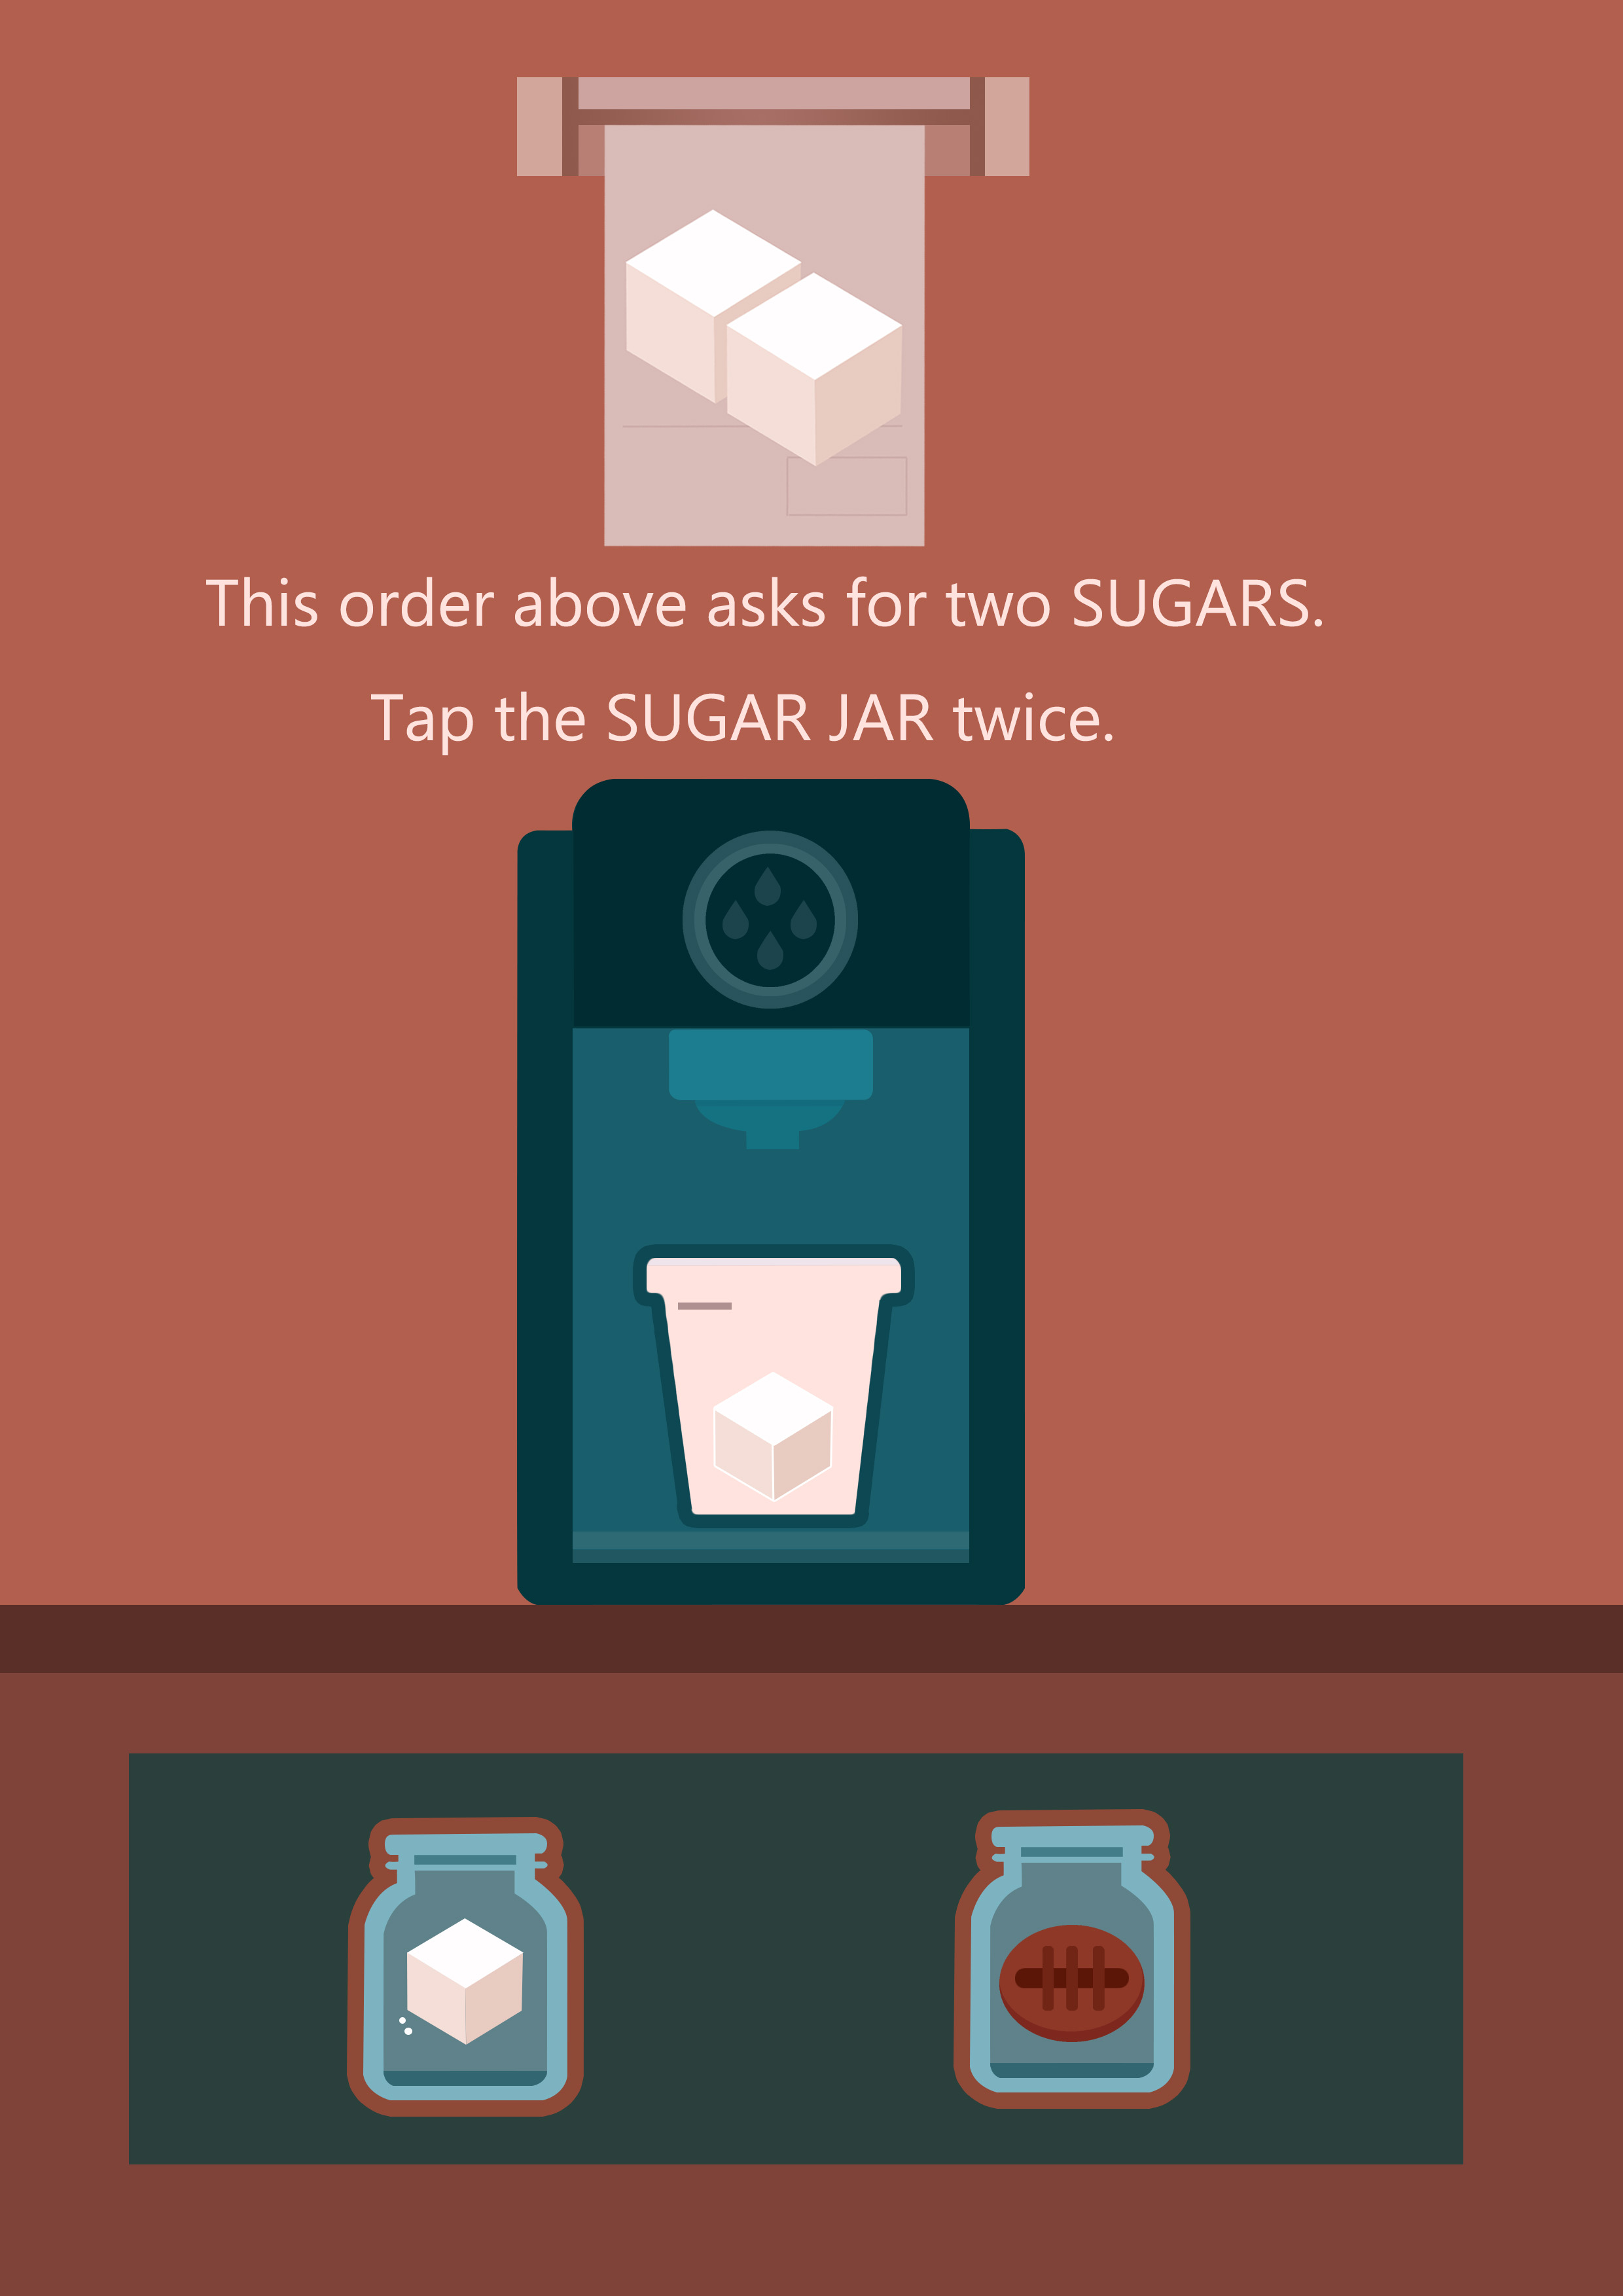 This order above asks for two SUGARS.
Tap the SUGAR JAR twice.